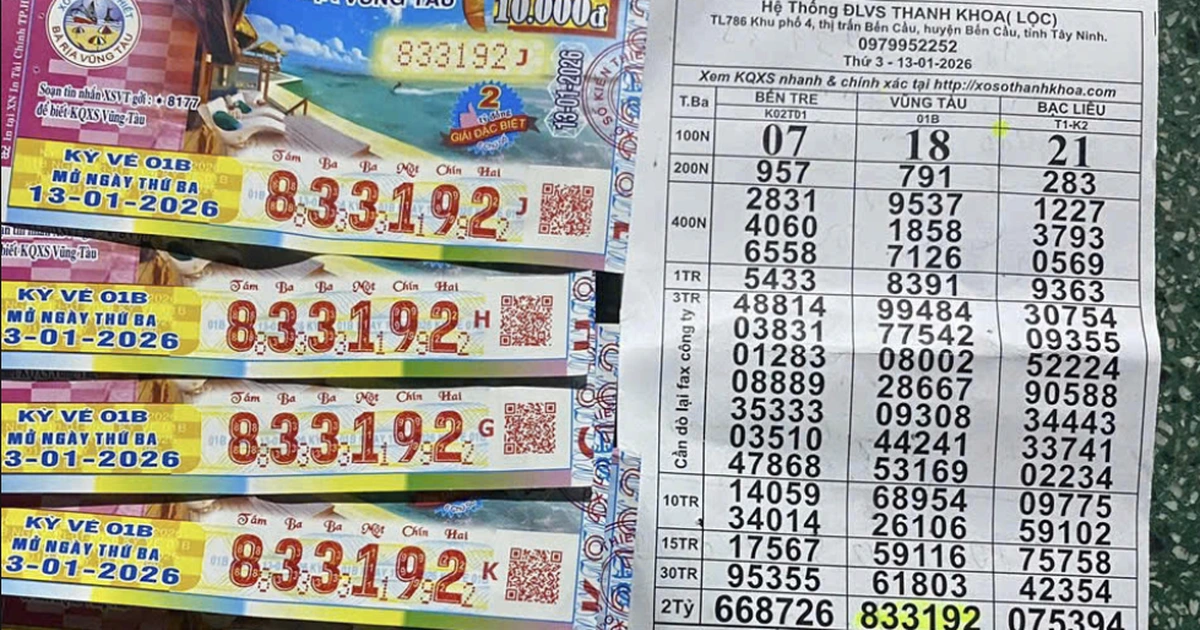 BÀ RỊA VŨNG TÀU
10.000đ
833192 J
13-01-2026
Soạn tin nhắn XSVT gởi : 8177
để biết KQXS Vũng Tàu
2
Tỷ đồng
GIẢI ĐẶC BIỆT
KỲ VÉ 01B
MỞ NGÀY THỨ BA
13-01-2026
Tám Ba Ba Một Chín Hai
833192 J
biết KQXS Vũng Tàu
KỲ VÉ 01B
MỞ NGÀY THỨ BA
3-01-2026
Tám Ba Ba Một Chín Hai
833192 H
KỲ VÉ 01B
MỞ NGÀY THỨ BA
3-01-2026
Tám Ba Ba Một Chín Hai
833192 G
KỲ VÉ 01B
MỞ NGÀY THỨ BA
3-01-2026
Tám Ba Ba Một Chín Hai
833192 K
Hệ Thống ĐLVS THANH KHOA( LỘC)
TL786 Khu phố 4, thị trấn Bến Cầu, huyện Bến Cầu, tỉnh Tây Ninh.
0979952252
Thứ 3 - 13-01-2026
Xem KQXS nhanh & chính xác tại http://xosothanhkhoa.com
T.Ba BẾN TRE VŨNG TÀU BẠC LIÊU
K02T01 01B T1-K2
100N 07 18 21
200N 957 791 283
2831 9537 1227
400N 4060 1858 3793
6558 7126 0569
1TR 5433 8391 9363
3TR 48814 99484 30754
03831 77542 09355
01283 08002 52224
08889 28667 90588
35333 09308 34443
03510 44241 33741
47868 53169 02234
Cần dò lại fax công ty
10TR 14059 68954 09775
34014 26106 59102
15TR 17567 59116 75758
30TR 95355 61803 42354
2Tỷ 668726 833192 075394